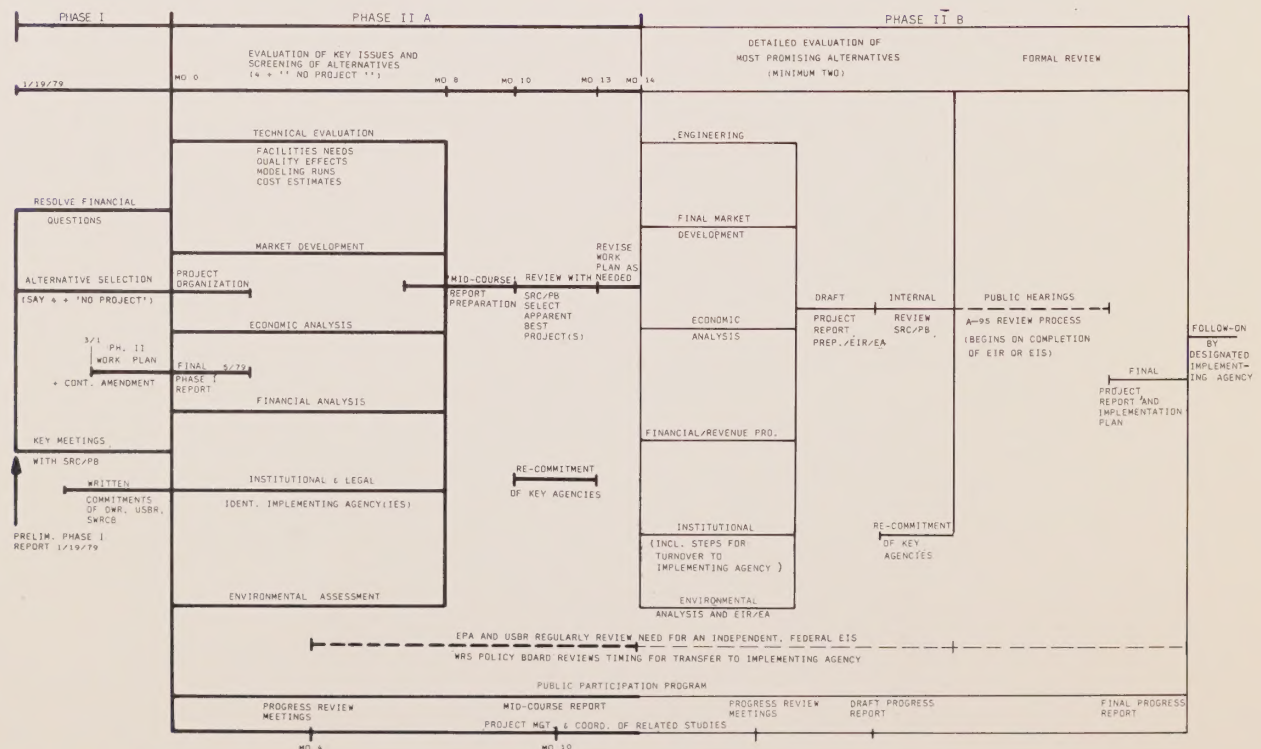 PHASE I
PHASE II A
PHASE II B
EVALUATION OF KEY ISSUES AND
SCREENING OF ALTERNATIVES
(4 + '' NO PROJECT '')
DETAILED EVALUATION OF
MOST PROMISING ALTERNATIVES
(MINIMUM TWO)
FORMAL REVIEW
1/19/79
MO 0
MO 8
MO 10
MO 13
MO 14
TECHNICAL EVALUATION
FACILITIES NEEDS
QUALITY EFFECTS
MODELING RUNS
COST ESTIMATES
ENGINEERING
RESOLVE FINANCIAL
QUESTIONS
MARKET DEVELOPMENT
FINAL MARKET
DEVELOPMENT
ALTERNATIVE SELECTION
(SAY 4 + 'NO PROJECT')
PROJECT
ORGANIZATION
MID-COURSE
REPORT
PREPARATION
REVIEW WITH
SRC/PB
SELECT
APPARENT
BEST
PROJECT(S)
REVISE
WORK
PLAN AS
NEEDED
ECONOMIC ANALYSIS
ECONOMIC
ANALYSIS
DRAFT
PROJECT
REPORT
PREP./EIR/EA
INTERNAL
REVIEW
SRC/PB
PUBLIC HEARINGS
A-95 REVIEW PROCESS
(BEGINS ON COMPLETION
OF EIR OR EIS)
FOLLOW-ON
BY
DESIGNATED
IMPLEMENT-
ING AGENCY
3/1
PH. II
WORK PLAN
+ CONT. AMENDMENT
FINAL 5/79
PHASE I
REPORT
FINAL
PROJECT
REPORT AND
IMPLEMENTATION
PLAN
FINANCIAL ANALYSIS
FINANCIAL/REVENUE PRO.
KEY MEETINGS
WITH SRC/PB
WRITTEN
COMMITMENTS
OF DWR, USBR,
SWRCB
INSTITUTIONAL & LEGAL
IDENT. IMPLEMENTING AGENCY(IES)
RE-COMMITMENT
OF KEY AGENCIES
INSTITUTIONAL
(INCL. STEPS FOR
TURNOVER TO
IMPLEMENTING AGENCY )
RE-COMMITMENT
OF KEY
AGENCIES
PRELIM. PHASE I
REPORT 1/19/79
ENVIRONMENTAL ASSESSMENT
ENVIRONMENTAL
ANALYSIS AND EIR/EA
EPA AND USBR REGULARLY REVIEW NEED FOR AN INDEPENDENT, FEDERAL EIS
WRS POLICY BOARD REVIEWS TIMING FOR TRANSFER TO IMPLEMENTING AGENCY
PUBLIC PARTICIPATION PROGRAM
PROGRESS REVIEW
MEETINGS
MID-COURSE REPORT
PROGRESS REVIEW
MEETINGS
DRAFT PROGRESS
REPORT
FINAL PROGRESS
REPORT
PROJECT MGT. & COORD. OF RELATED STUDIES
MO 4
MO 10